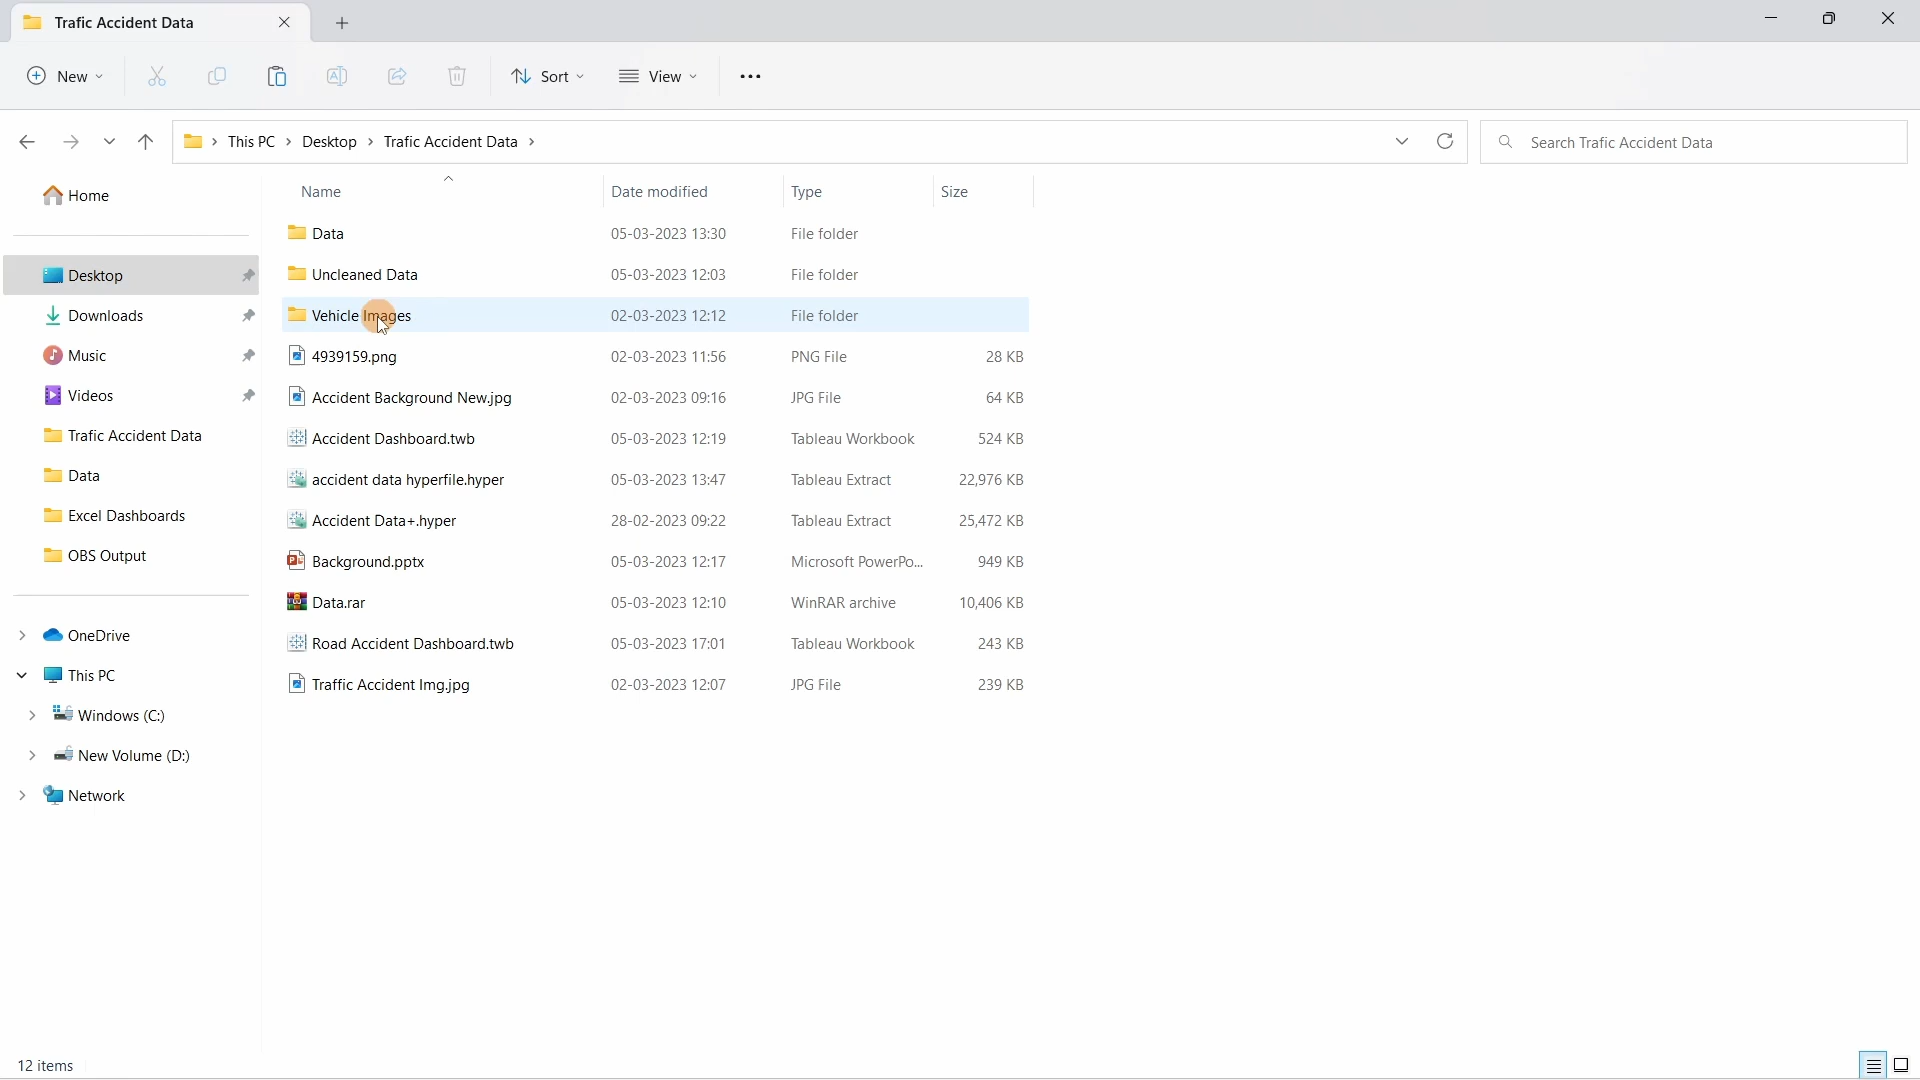 Trafic Accident Data
New
Sort
View
This PC > Desktop > Trafic Accident Data >
Search Trafic Accident Data
Home
Desktop
Downloads
Music
Videos
Trafic Accident Data
Data
Excel Dashboards
OBS Output
OneDrive
This PC
Windows (C:)
New Volume (D:)
Network
Name Date modified Type Size
Data 05-03-2023 13:30 File folder
Uncleaned Data 05-03-2023 12:03 File folder
Vehicle Images 02-03-2023 12:12 File folder
4939159.png 02-03-2023 11:56 PNG File 28 KB
Accident Background New.jpg 02-03-2023 09:16 JPG File 64 KB
Accident Dashboard.twb 05-03-2023 12:19 Tableau Workbook 524 KB
accident data hyperfile.hyper 05-03-2023 13:47 Tableau Extract 22,976 KB
Accident Data+.hyper 28-02-2023 09:22 Tableau Extract 25,472 KB
Background.pptx 05-03-2023 12:17 Microsoft PowerPo... 949 KB
Data.rar 05-03-2023 12:10 WinRAR archive 10,406 KB
Road Accident Dashboard.twb 05-03-2023 17:01 Tableau Workbook 243 KB
Traffic Accident Img.jpg 02-03-2023 12:07 JPG File 239 KB
12 items